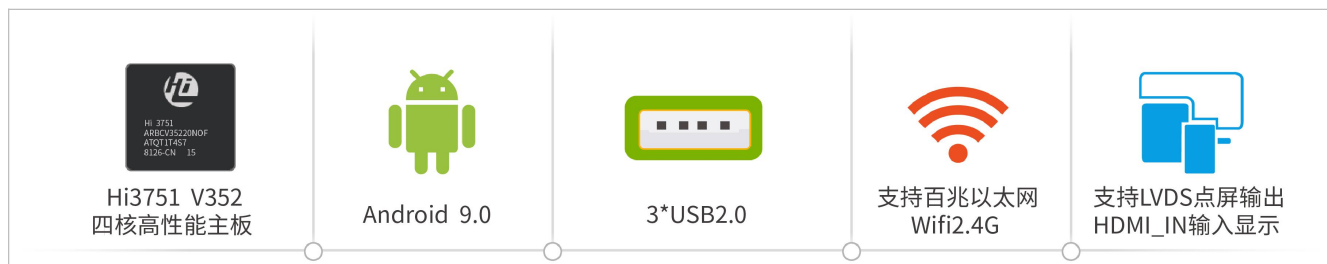 Hi
Hi 3751
ARBCV35220NOF
ATQT1T4S7
8126-CN 15
Hi3751 V352
四核高性能主板
Android 9.0
3*USB2.0
支持百兆以太网
Wifi2.4G
支持LVDS点屏输出
HDMI_IN输入显示